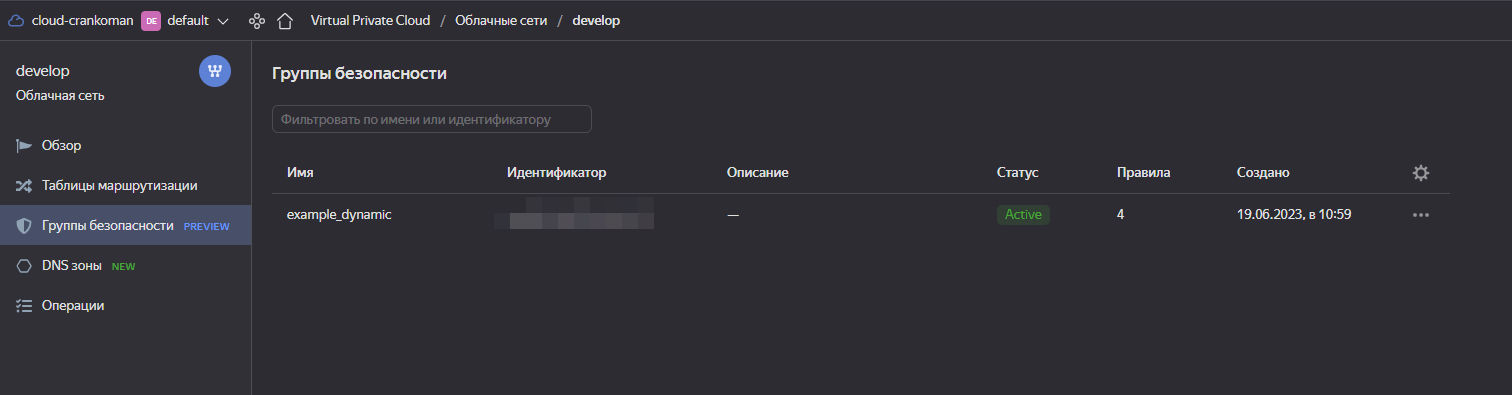 cloud-crankoman DE default Virtual Private Cloud / Облачные сети / develop
develop
Облачная сеть
Обзор
Таблицы маршрутизации
Группы безопасности PREVIEW
DNS зоны NEW
Операции
Группы безопасности
Фильтровать по имени или идентификатору
Имя Идентификатор Описание Статус Правила Создано
example_dynamic — Active 4 19.06.2023, в 10:59